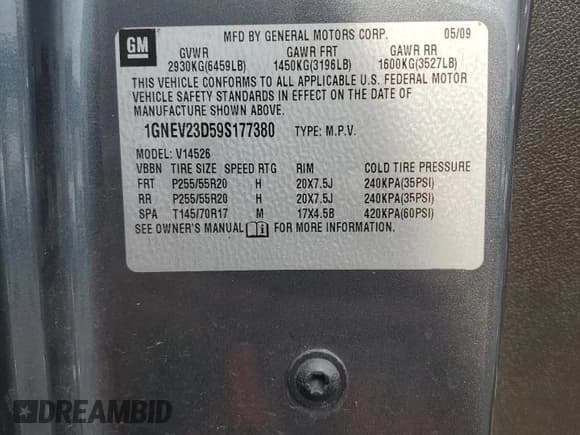 GM
MFD BY GENERAL MOTORS CORP. 05/09
GVWR GAWR FRT GAWR RR
2930KG(6459LB) 1450KG(3196LB) 1600KG(3527LB)
THIS VEHICLE CONFORMS TO ALL APPLICABLE U.S. FEDERAL MOTOR
VEHICLE SAFETY STANDARDS IN EFFECT ON THE DATE OF
MANUFACTURE SHOWN ABOVE.
1GNEV23D59S177380 TYPE: M.P.V.
MODEL: V14526
VBBN TIRE SIZE SPEED RTG RIM COLD TIRE PRESSURE
FRT P255/55R20 H 20X7.5J 240KPA(35PSI)
RR P255/55R20 H 20X7.5J 240KPA(35PSI)
SPA T145/70R17 M 17X4.5B 420KPA(60PSI)
SEE OWNER'S MANUAL FOR MORE INFORMATION.
DREAMBID